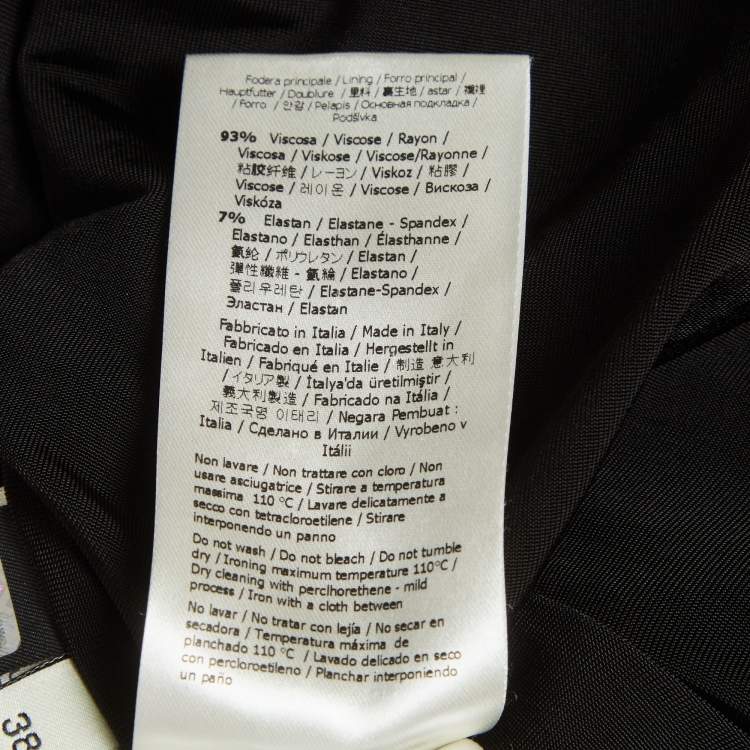 Fodera principale / Lining / Forro principal /
Hauptfutter / Doublure / 里料 / 裏生地 / astar / 襯裡
/ Forro / 안감 / Pelapis / Основная подкладка /
Podšívka
93% Viscosa / Viscose / Rayon /
Viscosa / Viskose / Viscose/Rayonne /
粘胶纤维 / レーヨン / Viskoz / 粘膠 /
Viscose / 레이온 / Viscose / Вискоза /
Viskóza
7% Elastan / Elastane - Spandex /
Elastano / Elasthan / Élasthanne /
氨纶 / ポリウレタン / Elastan /
彈性纖維 - 氨綸 / Elastano /
폴리우레탄 / Elastane-Spandex /
Эластан / Elastan
Fabbricato in Italia / Made in Italy /
Fabricado en Italia / Hergestellt in
Italien / Fabriqué en Italie / 制造 意大利
/ イタリア製 / İtalya'da üretilmiştir /
義大利製造 / Fabricado na Itália /
제조국명 이태리 / Negara Pembuat :
Italia / Сделано в Италии / Vyrobeno v
Itálii
Non lavare / Non trattare con cloro / Non
usare asciugatrice / Stirare a temperatura
massima 110 °C / Lavare delicatamente a
secco con tetracloroetilene / Stirare
interponendo un panno
Do not wash / Do not bleach / Do not tumble
dry / Ironing maximum temperature 110°C /
Dry cleaning with perclhorethene - mild
process / Iron with a cloth between
No lavar / No tratar con lejía / No secar en
secadora / Temperatura máxima de
planchado 110 °C / Lavado delicado en seco
con percloroetileno / Planchar interponiendo
un paño
38